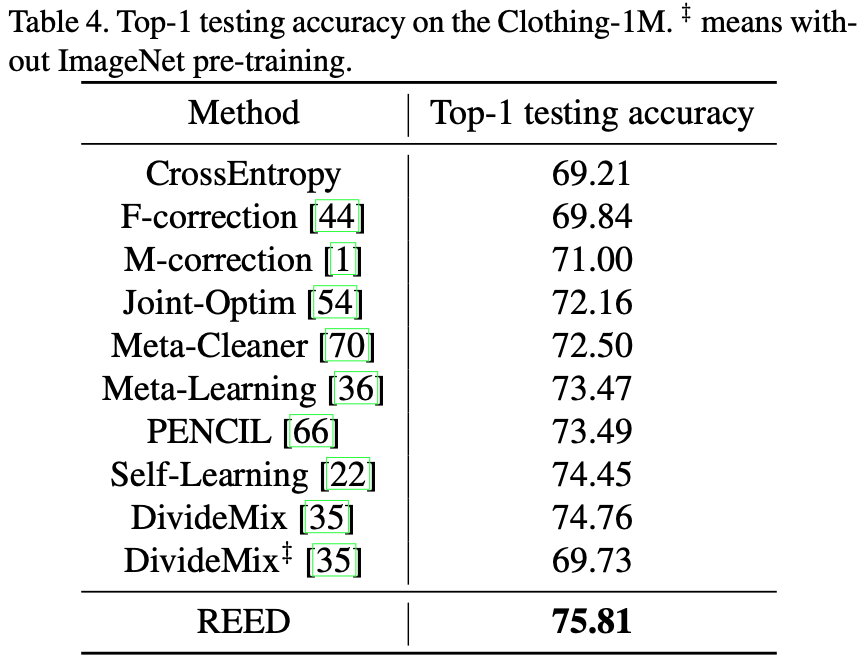 Table 4. Top-1 testing accuracy on the Clothing-1M. ‡ means with-
out ImageNet pre-training.
Method Top-1 testing accuracy
CrossEntropy 69.21
F-correction [44] 69.84
M-correction [1] 71.00
Joint-Optim [54] 72.16
Meta-Cleaner [70] 72.50
Meta-Learning [36] 73.47
PENCIL [66] 73.49
Self-Learning [22] 74.45
DivideMix [35] 74.76
DivideMix‡ [35] 69.73
REED 75.81